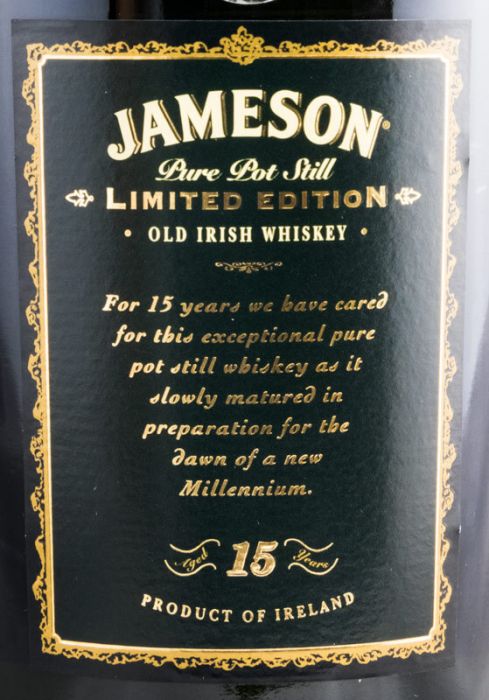 JAMESON®
Pure Pot Still
LIMITED EDITION
• OLD IRISH WHISKEY •
For 15 years we have cared
for this exceptional pure
pot still whiskey as it
slowly matured in
preparation for the
dawn of a new
Millennium.
Aged 15 Years
PRODUCT OF IRELAND